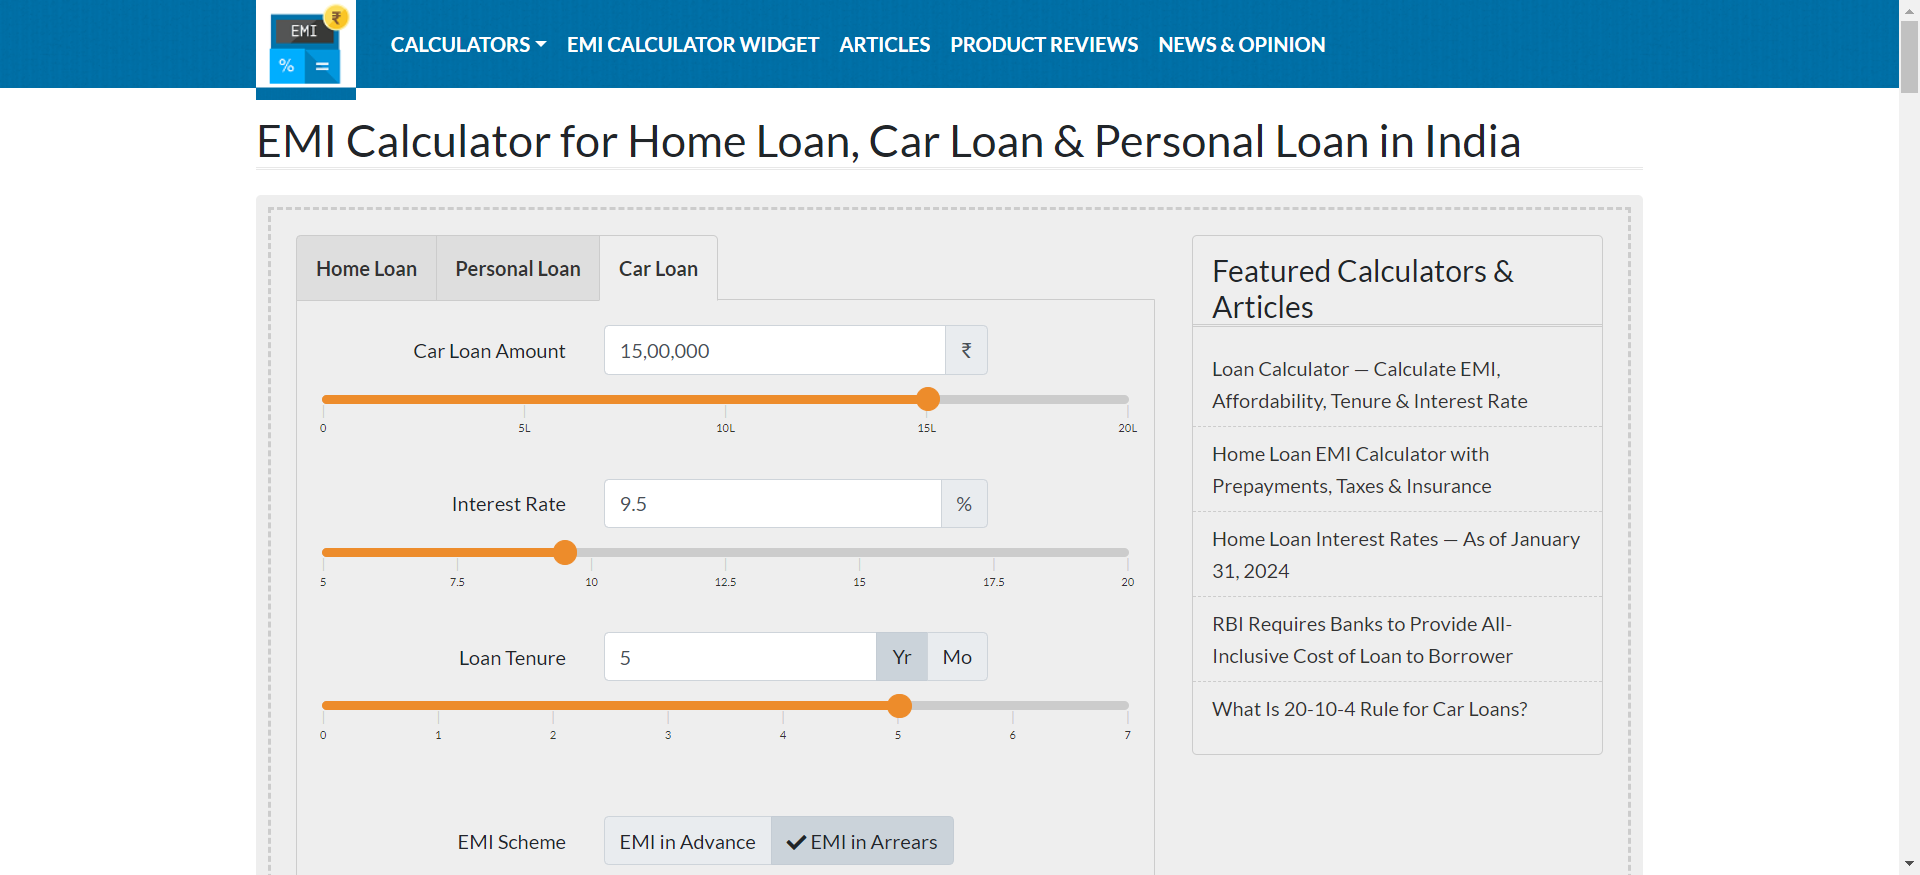 EMI
₹
%
=
CALCULATORS
EMI CALCULATOR WIDGET
ARTICLES
PRODUCT REVIEWS
NEWS & OPINION
EMI Calculator for Home Loan, Car Loan & Personal Loan in India
Home Loan
Personal Loan
Car Loan
Car Loan Amount
15,00,000
₹
0
5L
10L
15L
20L
Interest Rate
9.5
%
5
7.5
10
12.5
15
17.5
20
Loan Tenure
5
Yr
Mo
0
1
2
3
4
5
6
7
EMI Scheme
EMI in Advance
EMI in Arrears
Featured Calculators &
Articles
Loan Calculator — Calculate EMI,
Affordability, Tenure & Interest Rate
Home Loan EMI Calculator with
Prepayments, Taxes & Insurance
Home Loan Interest Rates — As of January
31, 2024
RBI Requires Banks to Provide All-
Inclusive Cost of Loan to Borrower
What Is 20-10-4 Rule for Car Loans?